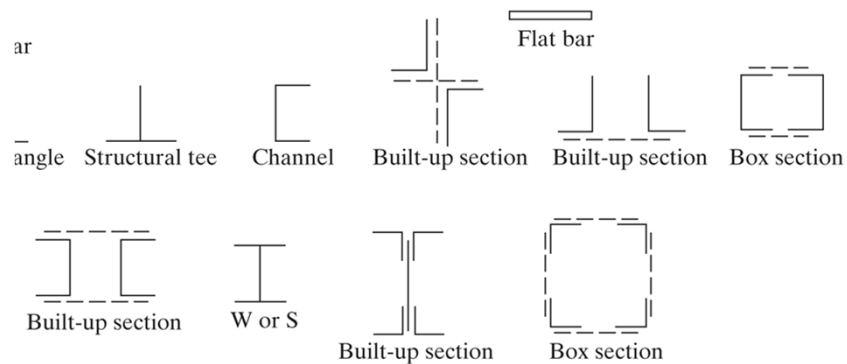 Flat bar
ar
angle Structural tee Channel Built-up section Built-up section Box section
Built-up section W or S
Built-up section Box section